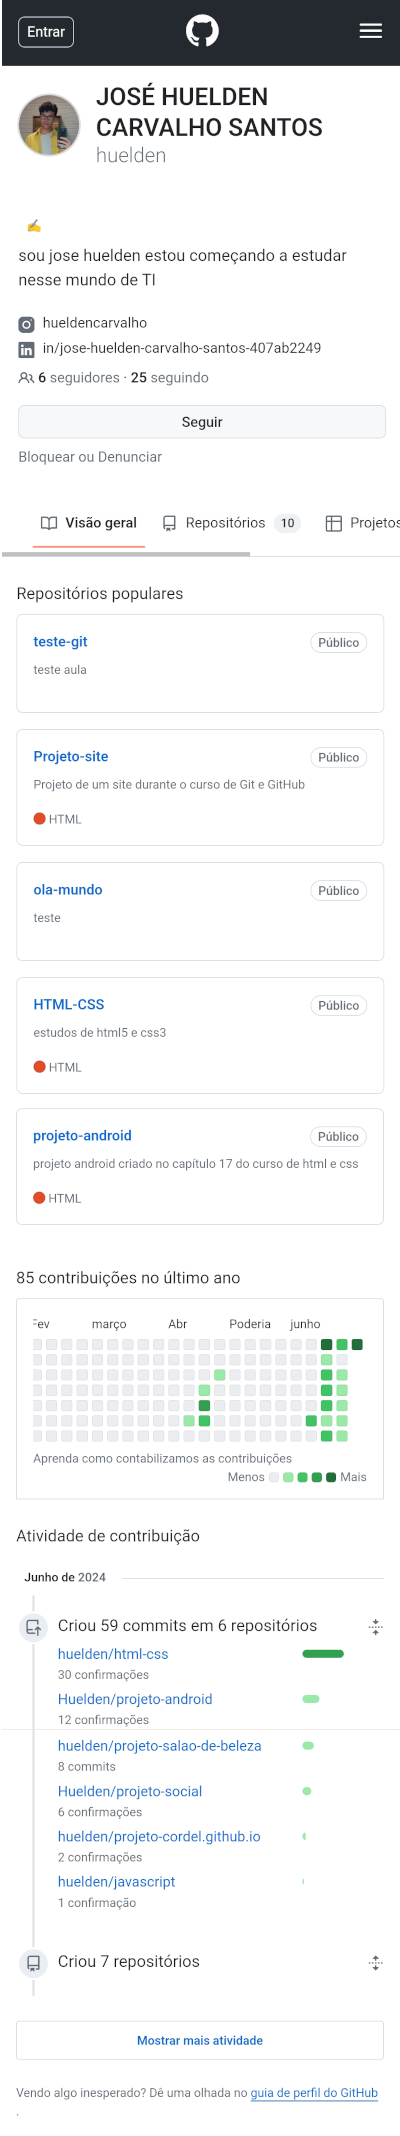 Entrar
JOSÉ HUELDEN
CARVALHO SANTOS
huelden
sou jose huelden estou começando a estudar
nesse mundo de TI
hueldencarvalho
in/jose-huelden-carvalho-santos-407ab2249
6 seguidores · 25 seguindo
Seguir
Bloquear ou Denunciar
Visão geral Repositórios 10 Projetos
Repositórios populares
teste-git Público
teste aula
Projeto-site Público
Projeto de um site durante o curso de Git e GitHub
HTML
ola-mundo Público
teste
HTML-CSS Público
estudos de html5 e css3
HTML
projeto-android Público
projeto android criado no capítulo 17 do curso de html e css
HTML
85 contribuições no último ano
Fev março Abr Poderia junho
Aprenda como contabilizamos as contribuições
Menos Mais
Atividade de contribuição
Junho de 2024
Criou 59 commits em 6 repositórios
huelden/html-css
30 confirmações
Huelden/projeto-android
12 confirmações
huelden/projeto-salao-de-beleza
8 commits
Huelden/projeto-social
6 confirmações
huelden/projeto-cordel.github.io
2 confirmações
huelden/javascript
1 confirmação
Criou 7 repositórios
Mostrar mais atividade
Vendo algo inesperado? Dê uma olhada no guia de perfil do GitHub
.